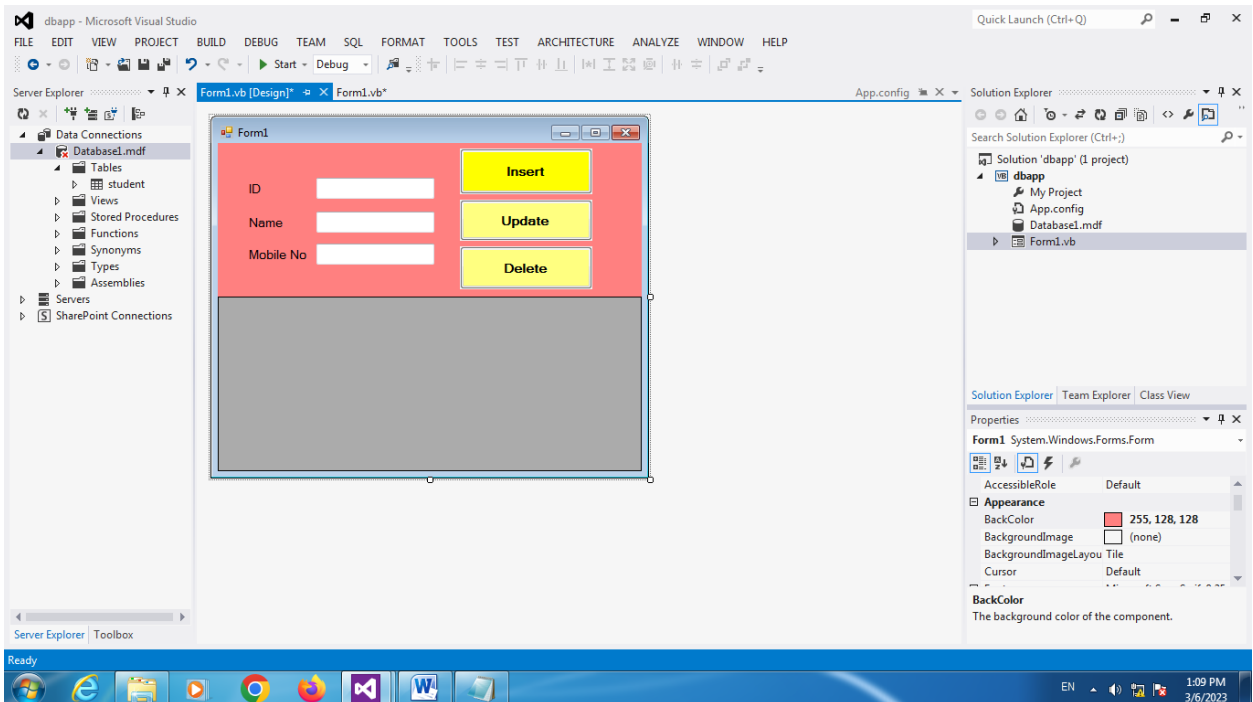 dbapp - Microsoft Visual Studio
Quick Launch (Ctrl+Q)
FILE EDIT VIEW PROJECT BUILD DEBUG TEAM SQL FORMAT TOOLS TEST ARCHITECTURE ANALYZE WINDOW HELP
Start Debug
Server Explorer
Form1.vb [Design]* Form1.vb*
App.config
Solution Explorer
Data Connections
Database1.mdf
Tables
student
Views
Stored Procedures
Functions
Synonyms
Types
Assemblies
Servers
SharePoint Connections
Server Explorer Toolbox
Form1
ID
Name
Mobile No
Insert
Update
Delete
Search Solution Explorer (Ctrl+;)
Solution 'dbapp' (1 project)
VB dbapp
My Project
App.config
Database1.mdf
Form1.vb
Solution Explorer Team Explorer Class View
Properties
Form1 System.Windows.Forms.Form
AccessibleRole Default
Appearance
BackColor 255, 128, 128
BackgroundImage (none)
BackgroundImageLayou Tile
Cursor Default
BackColor
The background color of the component.
Ready
EN
1:09 PM
3/6/2023